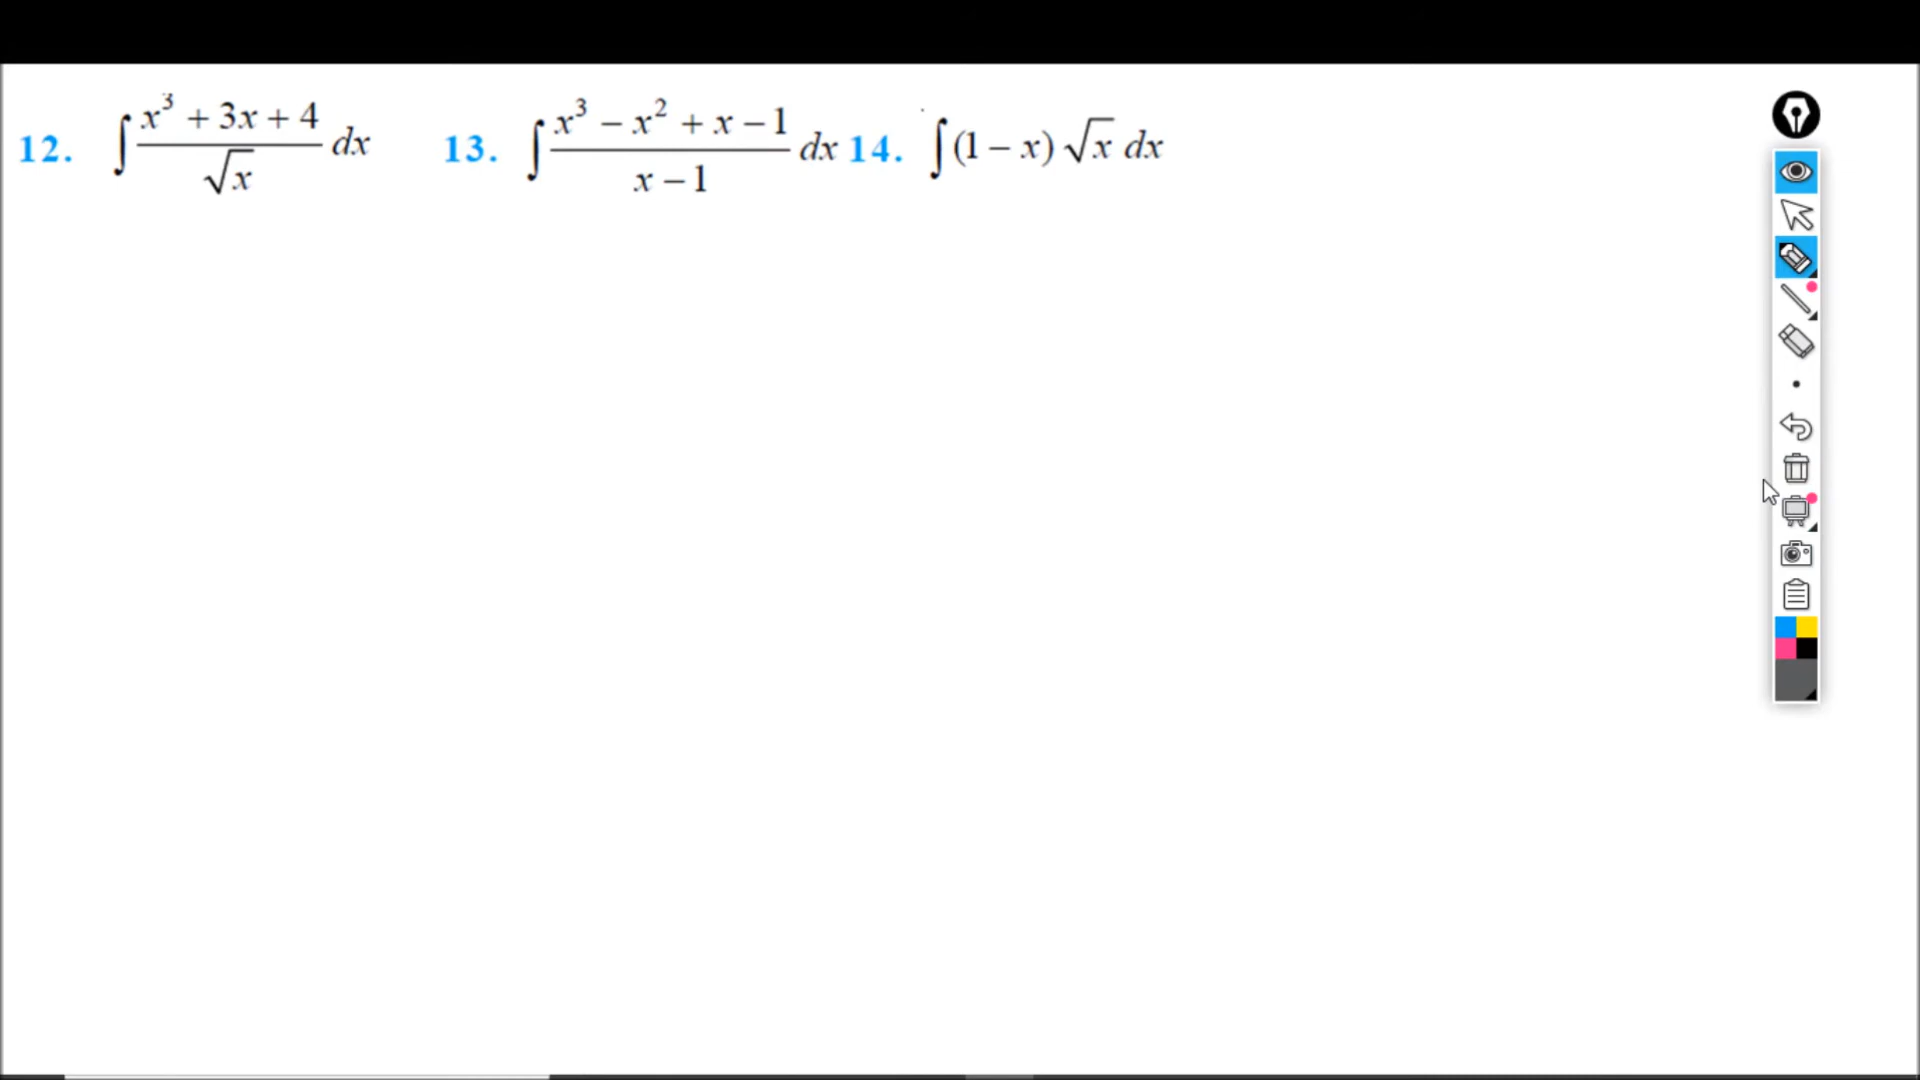 12. ∫ (x³ + 3x + 4)/√x dx 13. ∫ (x³ − x² + x − 1)/(x − 1) dx 14. ∫(1 − x) √x dx